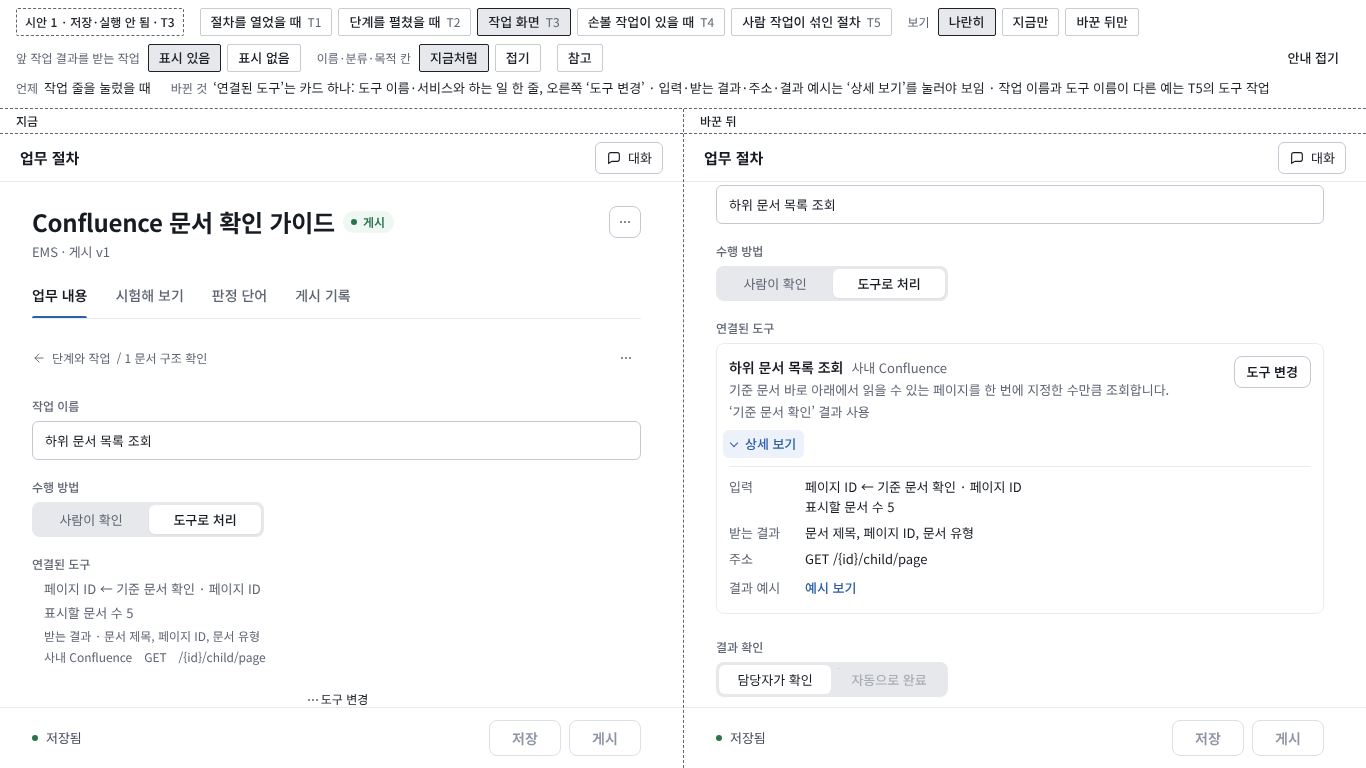 시안 1 · 저장·실행 안 됨 · T3
절차를 열었을 때 T1
단계를 펼쳤을 때 T2
작업 화면 T3
손볼 작업이 있을 때 T4
사람 작업이 섞인 절차 T5
보기
나란히
지금만
바꾼 뒤만
앞 작업 결과를 받는 작업
표시 있음
표시 없음
이름·분류·목적 칸
지금처럼
접기
참고
안내 접기
언제 작업 줄을 눌렀을 때
바뀐 것 ‘연결된 도구’는 카드 하나: 도구 이름·서비스와 하는 일 한 줄, 오른쪽 ‘도구 변경’ · 입력·받는 결과·주소·결과 예시는 ‘상세 보기’를 눌러야 보임 · 작업 이름과 도구 이름이 다른 예는 T5의 도구 작업
지금
업무 절차
대화
Confluence 문서 확인 가이드
게시
···
EMS · 게시 v1
업무 내용
시험해 보기
판정 단어
게시 기록
← 단계와 작업 / 1 문서 구조 확인
···
작업 이름
하위 문서 목록 조회
수행 방법
사람이 확인
도구로 처리
연결된 도구
페이지 ID ← 기준 문서 확인 · 페이지 ID
표시할 문서 수 5
받는 결과 · 문서 제목, 페이지 ID, 문서 유형
사내 Confluence GET /{id}/child/page
··· 도구 변경
저장됨
저장
게시
바꾼 뒤
업무 절차
대화
하위 문서 목록 조회
수행 방법
사람이 확인
도구로 처리
연결된 도구
하위 문서 목록 조회 사내 Confluence
도구 변경
기준 문서 바로 아래에서 읽을 수 있는 페이지를 한 번에 지정한 수만큼 조회합니다.
‘기준 문서 확인’ 결과 사용
상세 보기
입력 페이지 ID ← 기준 문서 확인 · 페이지 ID
표시할 문서 수 5
받는 결과 문서 제목, 페이지 ID, 문서 유형
주소 GET /{id}/child/page
결과 예시 예시 보기
결과 확인
담당자가 확인
자동으로 완료
저장됨
저장
게시